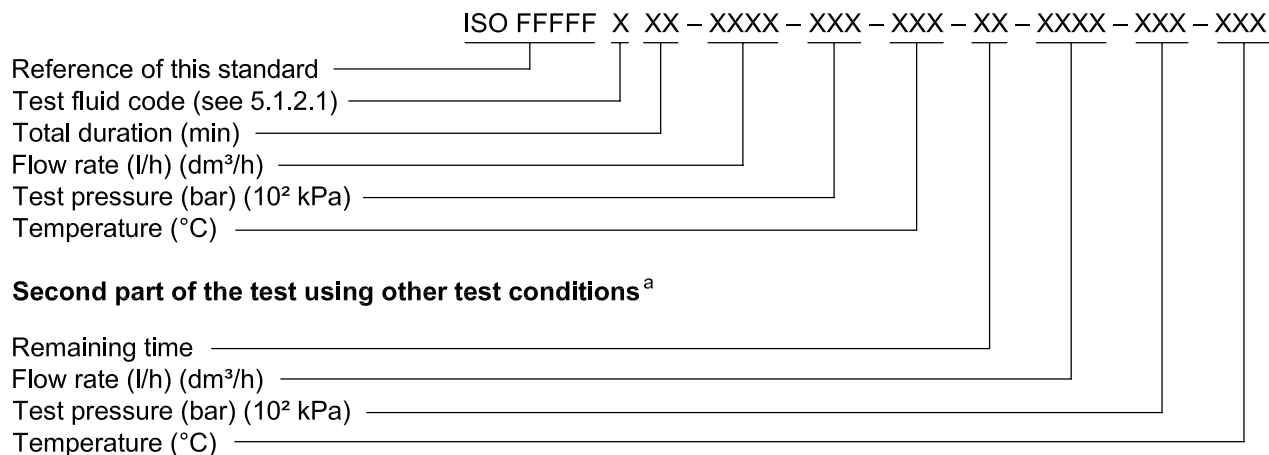 ISO FFFFF X XX – XXXX – XXX – XXX – XX – XXXX – XXX – XXX
Reference of this standard
Test fluid code (see 5.1.2.1)
Total duration (min)
Flow rate (l/h) (dm³/h)
Test pressure (bar) (10² kPa)
Temperature (°C)
Second part of the test using other test conditions ᵃ
Remaining time
Flow rate (l/h) (dm³/h)
Test pressure (bar) (10² kPa)
Temperature (°C)